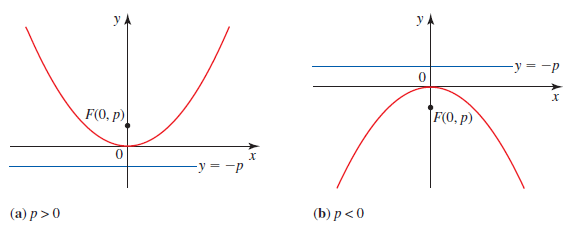 y
F(0, p)
0
x
y = −p
(a) p > 0
y
y = −p
0
x
F(0, p)
(b) p < 0